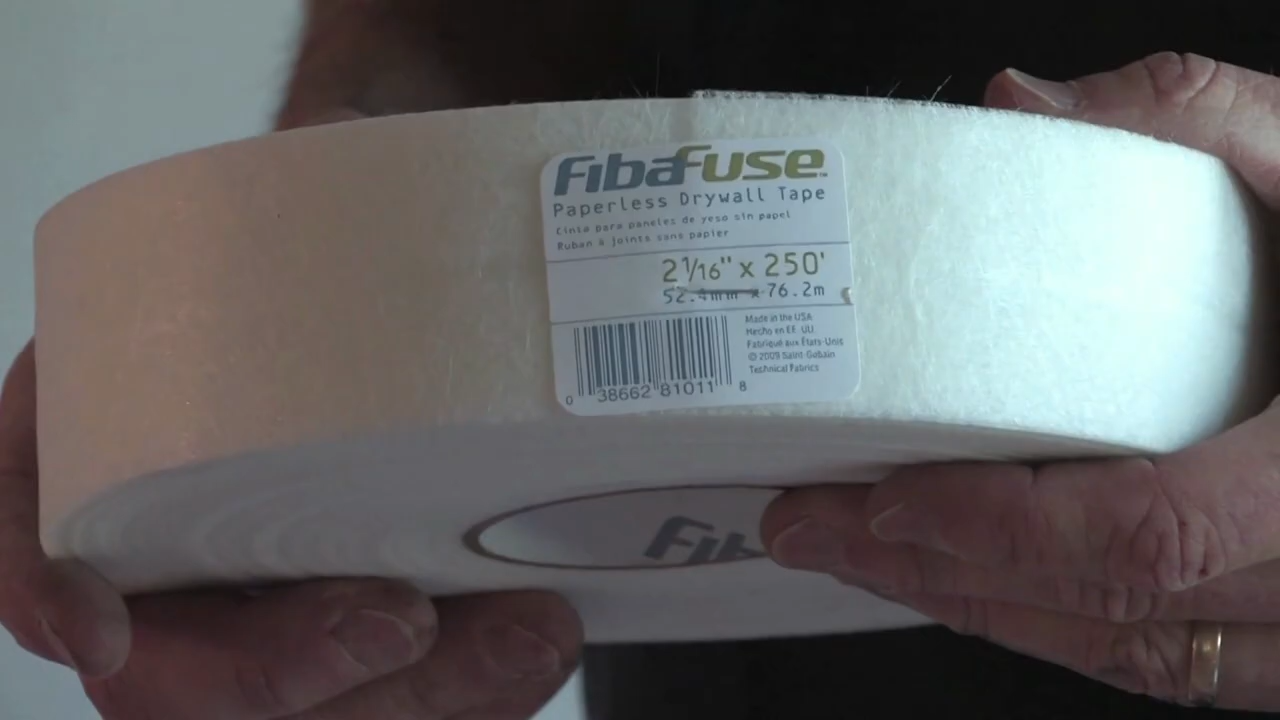 FibaFuse™
Paperless Drywall Tape
Cinta para paneles de yeso sin papel
Ruban à joints sans papier
2 1/16" x 250'
52.4mm x 76.2m
Made in the USA
Hecho en EE. UU.
Fabriqué aux États-Unis
© 2009 Saint-Gobain
Technical Fabrics
0 38662 81011 8
Fib